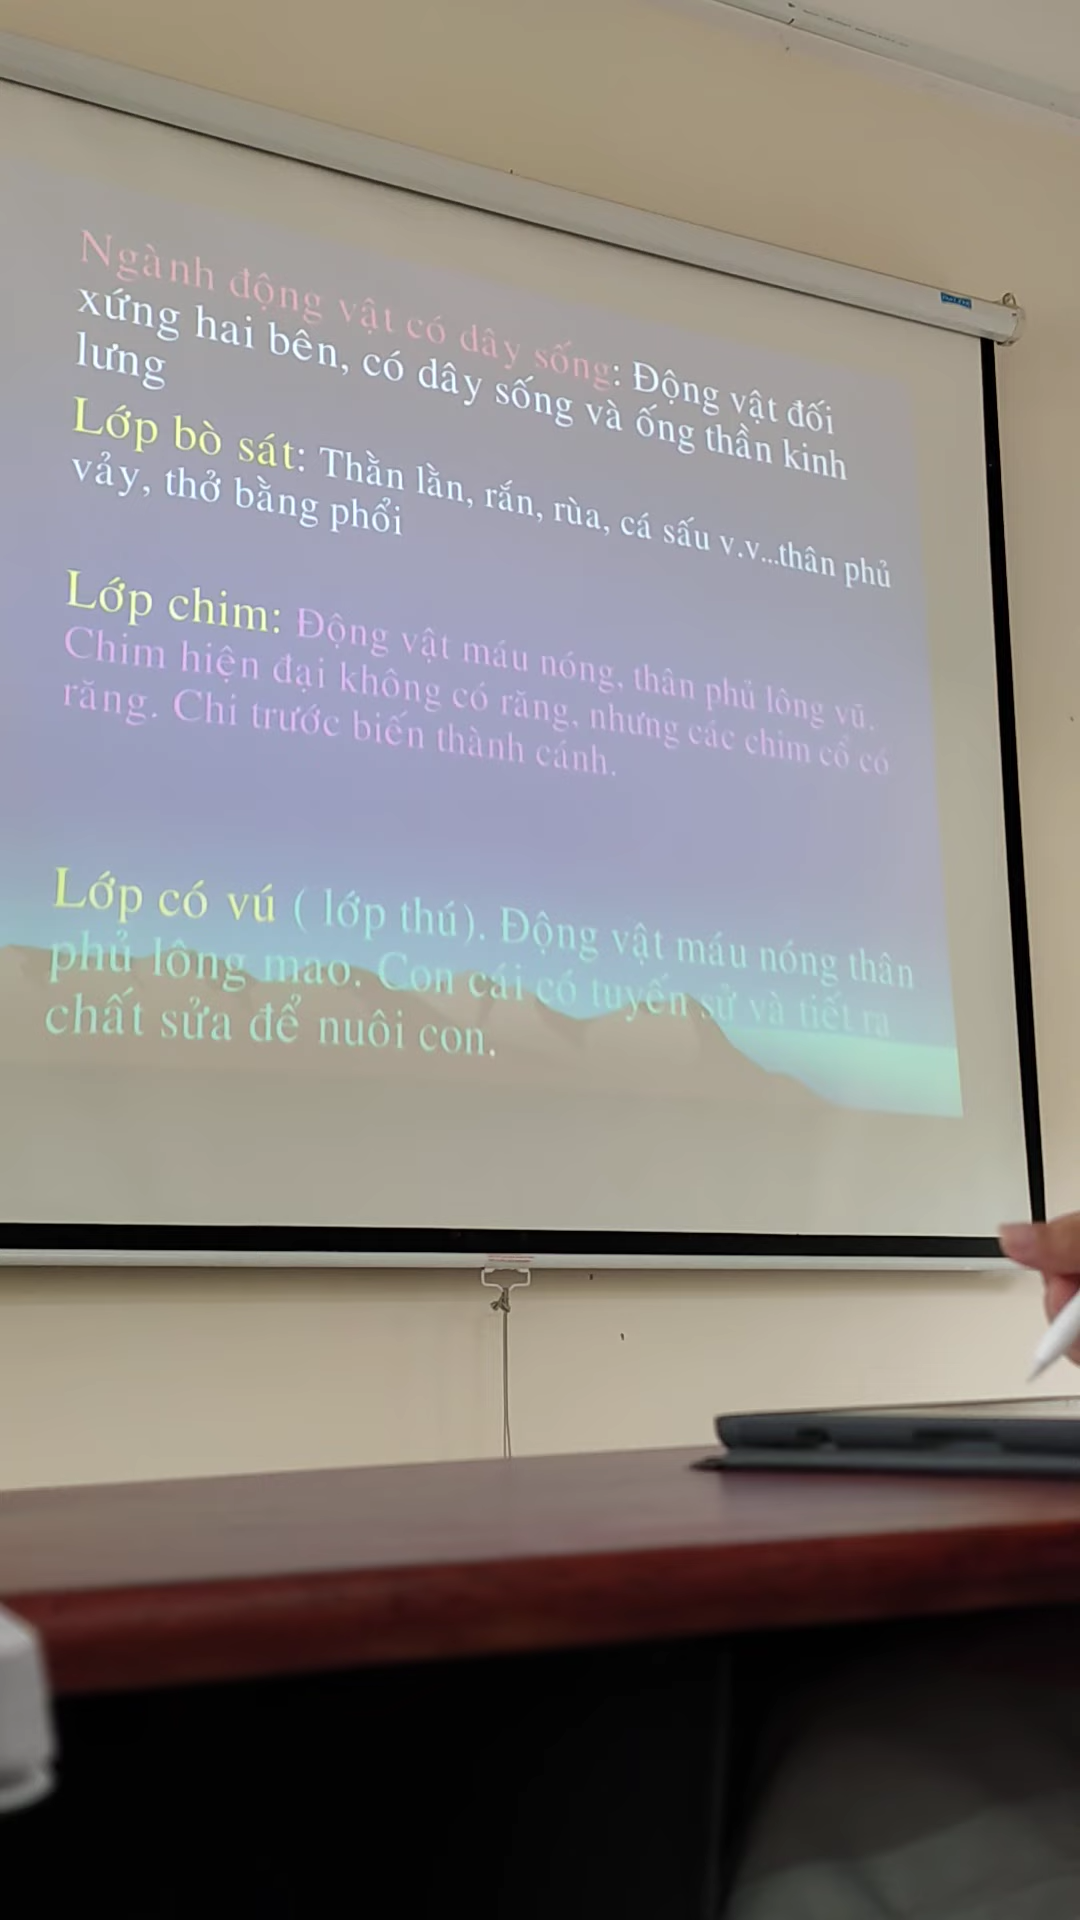 Ngành động vật có dây sống: Động vật đối
xứng hai bên, có dây sống và ống thần kinh
lưng
Lớp bò sát: Thằn lằn, rắn, rùa, cá sấu v.v...thân phủ
vảy, thở bằng phổi
Lớp chim: Động vật máu nóng, thân phủ lông vũ.
Chim hiện đại không có răng, nhưng các chim cổ có
răng. Chi trước biến thành cánh.
Lớp có vú ( lớp thú). Động vật máu nóng thân
phủ lông mao. Con cái có tuyến sử và tiết ra
chất sửa để nuôi con.